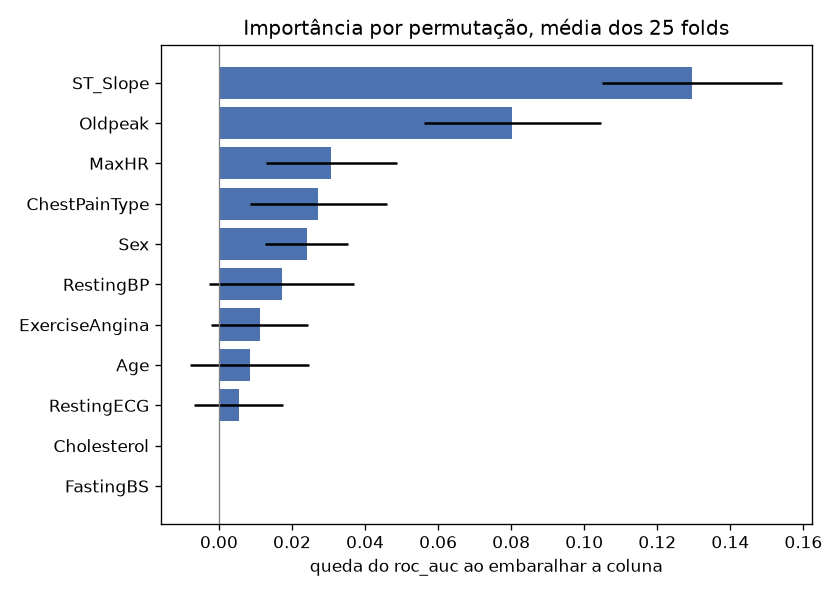 Importância por permutação, média dos 25 folds
ST_Slope
Oldpeak
MaxHR
ChestPainType
Sex
RestingBP
ExerciseAngina
Age
RestingECG
Cholesterol
FastingBS
0.00 0.02 0.04 0.06 0.08 0.10 0.12 0.14 0.16
queda do roc_auc ao embaralhar a coluna